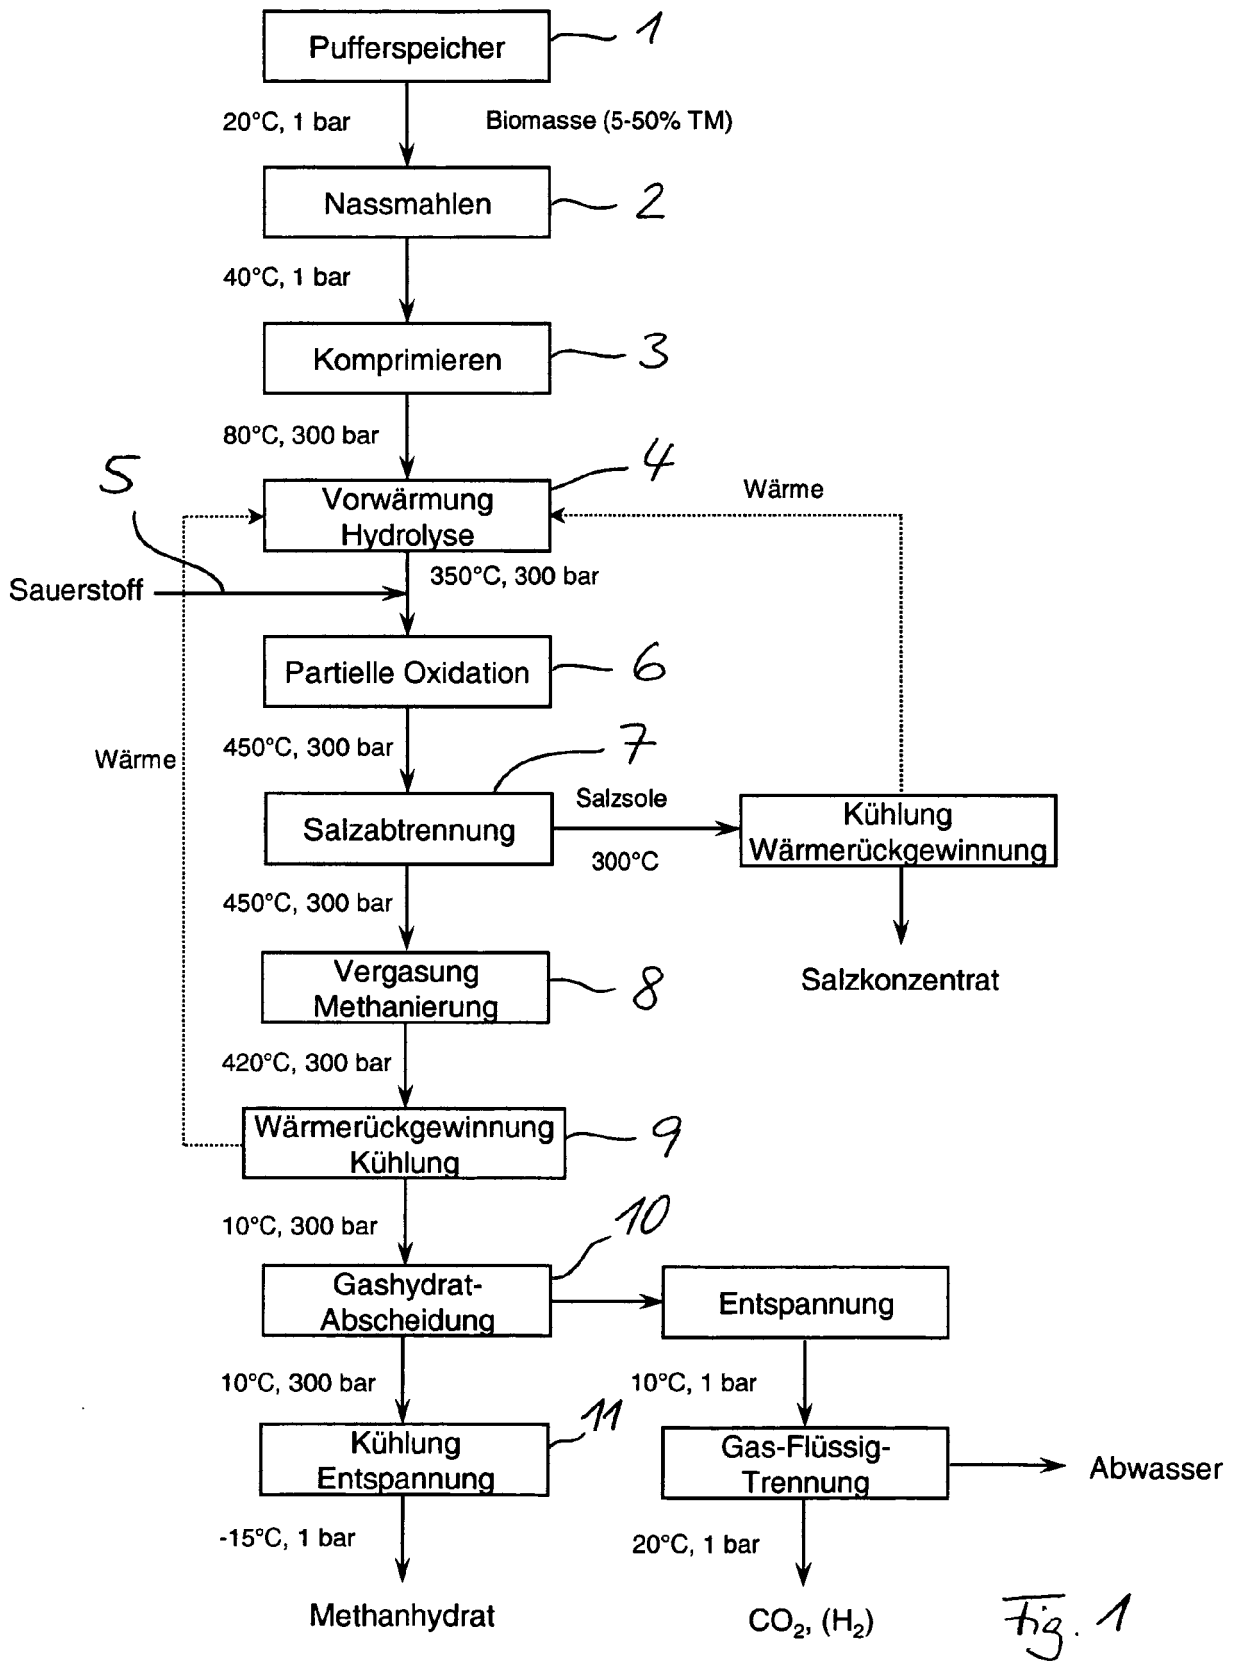 Pufferspeicher
1
20°C, 1 bar
Biomasse (5-50% TM)
Nassmahlen
2
40°C, 1 bar
Komprimieren
3
80°C, 300 bar
5
4
Vorwärmung
Hydrolyse
Wärme
350°C, 300 bar
Sauerstoff
Partielle Oxidation
6
450°C, 300 bar
7
Wärme
Salzabtrennung
Salzsole
300°C
Kühlung
Wärmerückgewinnung
450°C, 300 bar
Salzkonzentrat
Vergasung
Methanierung
8
420°C, 300 bar
Wärmerückgewinnung
Kühlung
9
10°C, 300 bar
10
Gashydrat-
Abscheidung
Entspannung
10°C, 300 bar
10°C, 1 bar
11
Kühlung
Entspannung
Gas-Flüssig-
Trennung
Abwasser
-15°C, 1 bar
20°C, 1 bar
Methanhydrat
CO₂, (H₂)
Fig. 1